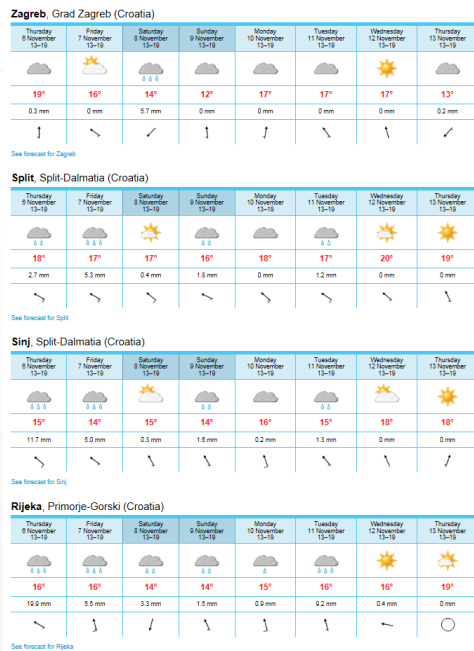 Zagreb, Grad Zagreb (Croatia)
Thursday Friday Saturday Sunday Monday Tuesday Wednesday Thursday
6 November 7 November 8 November 9 November 10 November 11 November 12 November 13 November
13–19 13–19 13–19 13–19 13–19 13–19 13–19 13–19
19° 16° 14° 12° 17° 17° 17° 13°
0.3 mm 0 mm 5.7 mm 0 mm 0 mm 0 mm 0 mm 0.2 mm
See forecast for Zagreb
Split, Split-Dalmatia (Croatia)
Thursday Friday Saturday Sunday Monday Tuesday Wednesday Thursday
6 November 7 November 8 November 9 November 10 November 11 November 12 November 13 November
13–19 13–19 13–19 13–19 13–19 13–19 13–19 13–19
18° 17° 17° 16° 18° 17° 20° 19°
2.7 mm 5.3 mm 0.4 mm 1.8 mm 0 mm 1.2 mm 0 mm 0 mm
See forecast for Split
Sinj, Split-Dalmatia (Croatia)
Thursday Friday Saturday Sunday Monday Tuesday Wednesday Thursday
6 November 7 November 8 November 9 November 10 November 11 November 12 November 13 November
13–19 13–19 13–19 13–19 13–19 13–19 13–19 13–19
15° 14° 15° 14° 16° 15° 18° 18°
11.7 mm 5.0 mm 0.3 mm 1.6 mm 0.2 mm 1.3 mm 0 mm 0 mm
See forecast for Sinj
Rijeka, Primorje-Gorski (Croatia)
Thursday Friday Saturday Sunday Monday Tuesday Wednesday Thursday
6 November 7 November 8 November 9 November 10 November 11 November 12 November 13 November
13–19 13–19 13–19 13–19 13–19 13–19 13–19 13–19
16° 16° 14° 14° 15° 16° 16° 19°
19.9 mm 5.5 mm 3.3 mm 1.5 mm 0.9 mm 9.2 mm 0.4 mm 0 mm
See forecast for Rijeka